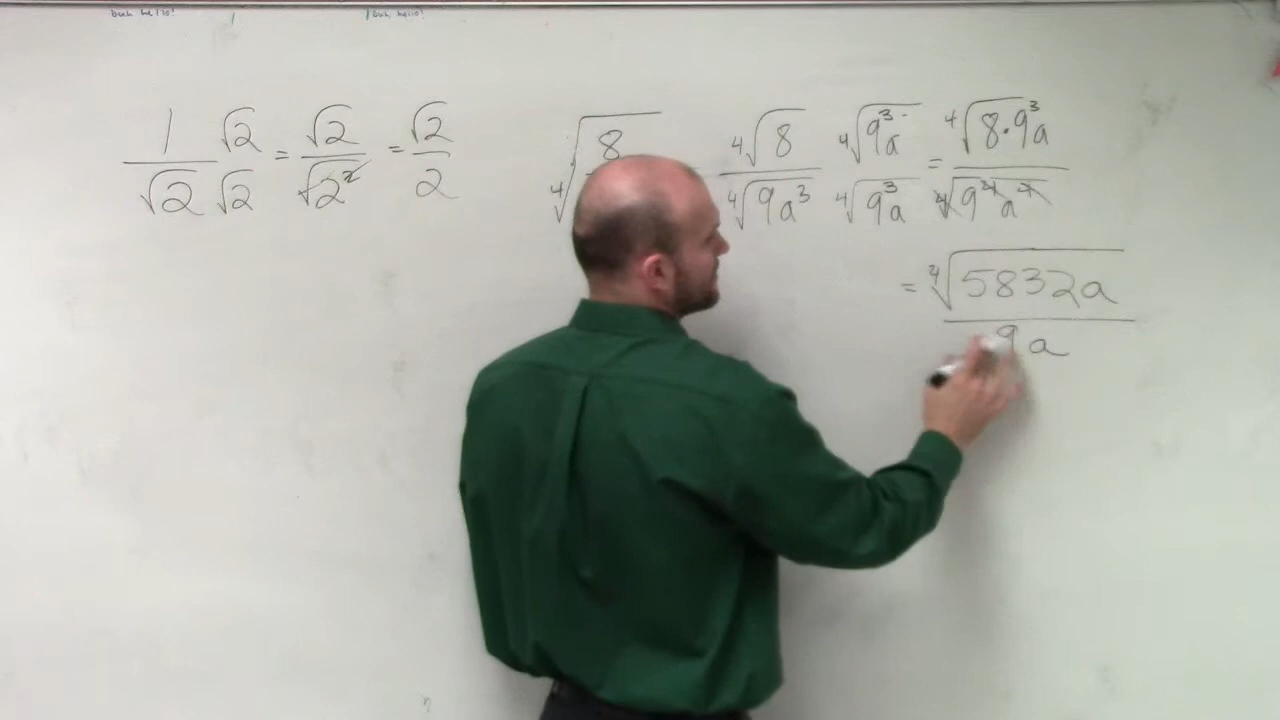 1/√2 √2/√2 = √2/√2² = √2/2
⁴√8 ⁴√8/⁴√9a³ ⁴√9³a/⁴√9³a = ⁴√8·9³a/⁴√9⁴a⁴
= ⁴√5832a/9a